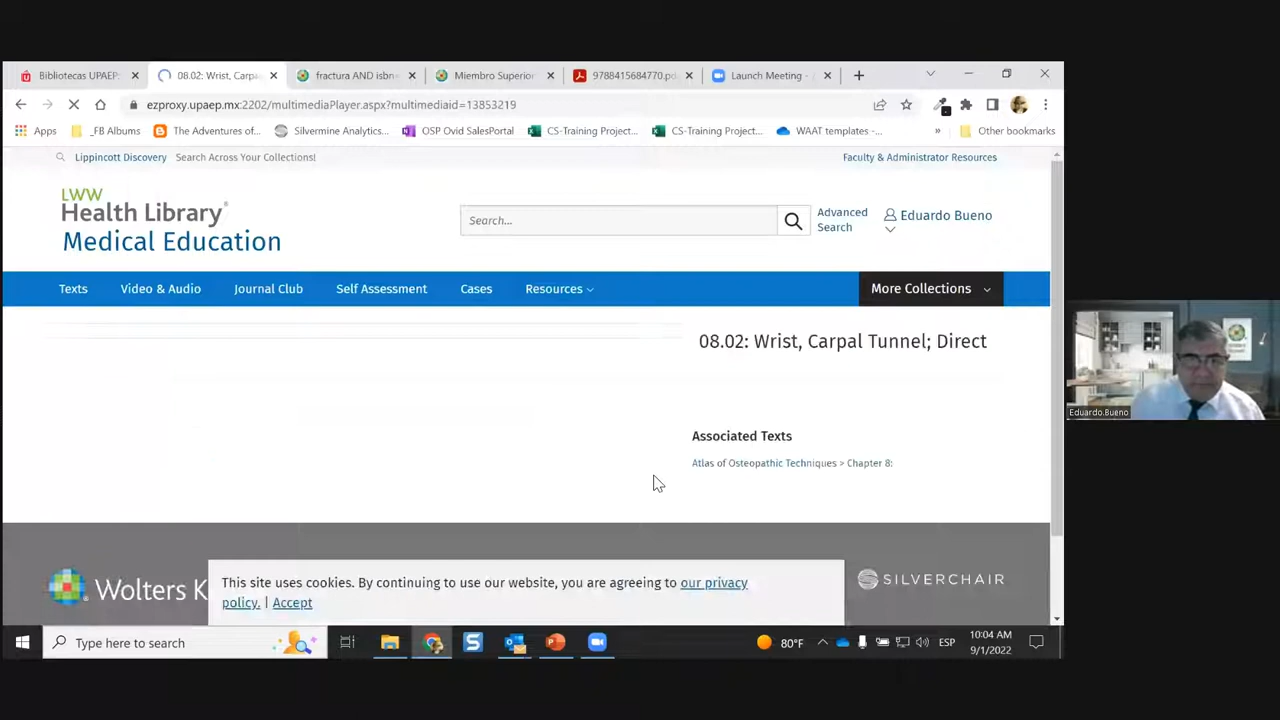 Bibliotecas UPAEP:
08.02: Wrist, Carpa
fractura AND isbn=
Miembro Superior
9788415684770.pd
Launch Meeting -
ezproxy.upaep.mx:2202/multimediaPlayer.aspx?multimediaid=13853219
Apps
_FB Albums
The Adventures of...
Silvermine Analytics...
OSP Ovid SalesPortal
CS-Training Project...
CS-Training Project...
WAAT templates -...
»
Other bookmarks
Lippincott Discovery Search Across Your Collections!
Faculty & Administrator Resources
LWW
Health Library®
Medical Education
Search...
Advanced
Search
Eduardo Bueno
Texts
Video & Audio
Journal Club
Self Assessment
Cases
Resources
More Collections
08.02: Wrist, Carpal Tunnel; Direct
Associated Texts
Atlas of Osteopathic Techniques > Chapter 8:
Eduardo.Bueno
Wolters K
This site uses cookies. By continuing to use our website, you are agreeing to our privacy
policy. | Accept
SILVERCHAIR
Type here to search
80°F
ESP
10:04 AM
9/1/2022